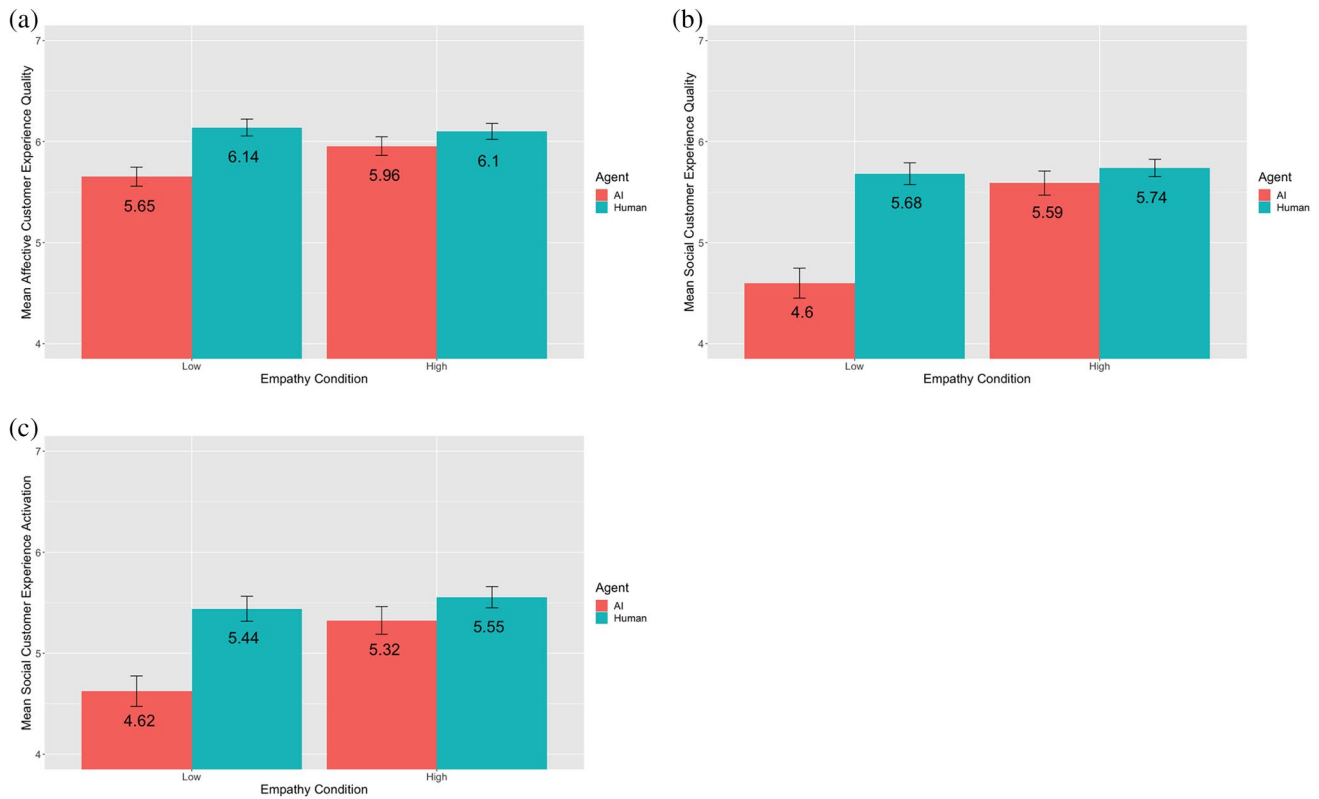 (a)
Mean Affective Customer Experience Quality
7
6
5
4
5.65
6.14
5.96
6.1
Low
High
Empathy Condition
Agent
AI
Human
(b)
Mean Social Customer Experience Quality
7
6
5
4
4.6
5.68
5.59
5.74
Low
High
Empathy Condition
Agent
AI
Human
(c)
Mean Social Customer Experience Activation
7
6
5
4
4.62
5.44
5.32
5.55
Low
High
Empathy Condition
Agent
AI
Human